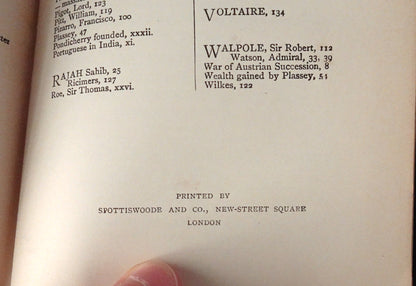 Pigot, Lord, 123
Pitt, William, 119
Pisarro, Francisco, 100
Plassey, 47
Pondicherry founded, xxxii.
Portuguese in India, xi.
RAJAH Sahib, 25
Ricimers, 127
Roe, Sir Thomas, xxvi.
VOLTAIRE, 134
WALPOLE, Sir Robert, 112
Watson, Admiral, 33, 39
War of Austrian Succession, 8
Wealth gained by Plassey, 51
Wilkes, 122
PRINTED BY
SPOTTISWOODE AND CO., NEW-STREET SQUARE
LONDON